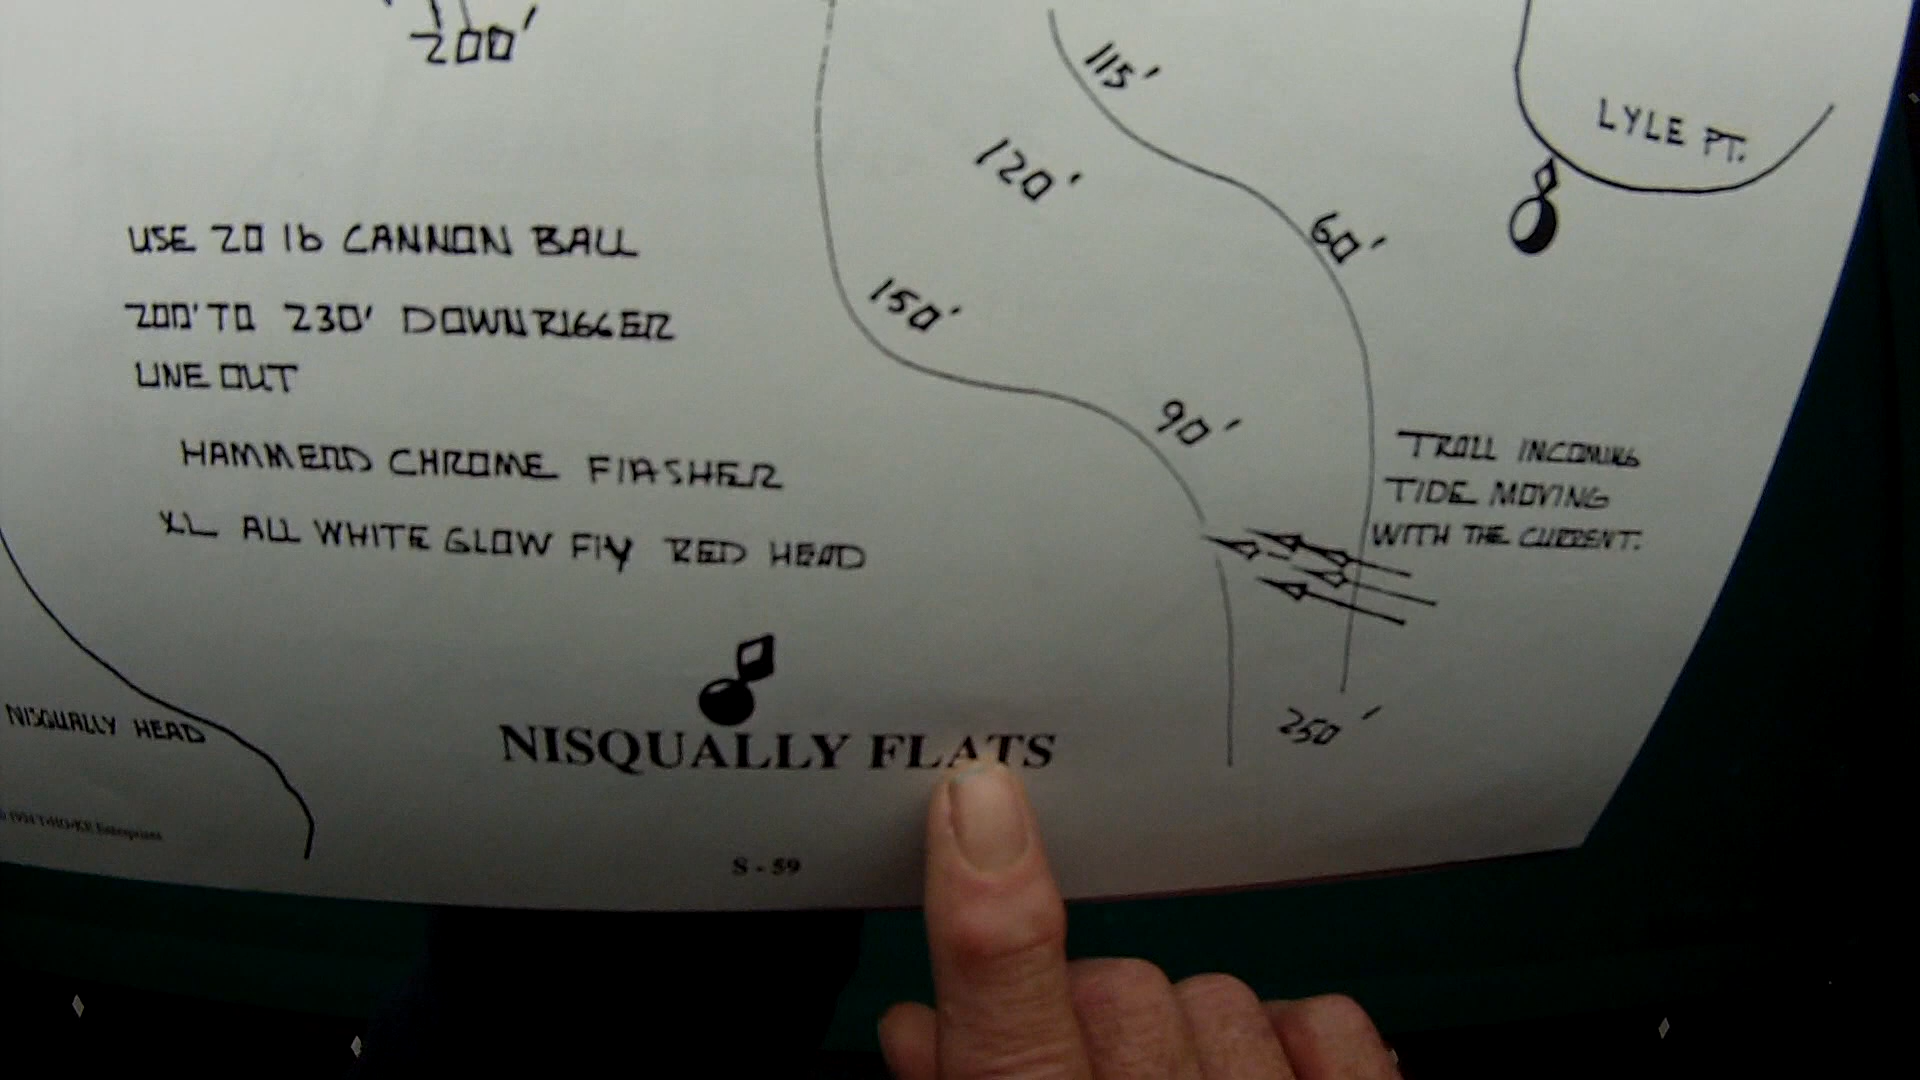 200'
115'
LYLE PT.
120'
60'
USE 20 lb CANNON BALL
150'
200' TO 230' DOWNRIGGER
LINE OUT
90'
TROLL INCOMING
TIDE MOVING
WITH THE CURRENT.
HAMMERD CHROME FLASHER
XL ALL WHITE GLOW FLY RED HEAD
NISQUALLY HEAD
250'
NISQUALLY FLATS
1994
Enterprises
S - 59